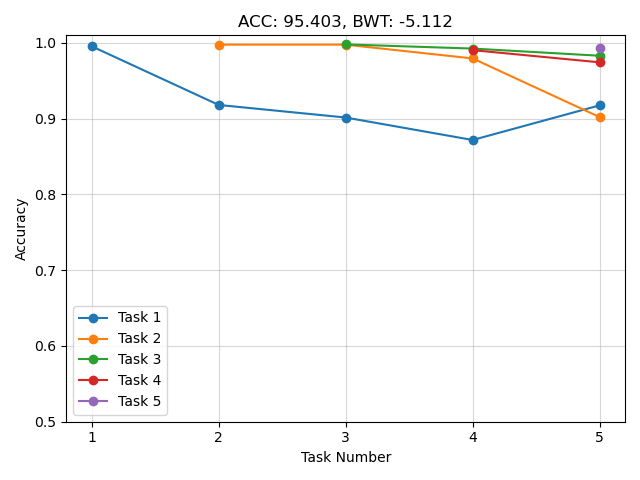 ACC: 95.403, BWT: -5.112
1.0
0.9
0.8
0.7
0.6
0.5
Accuracy
Task 1
Task 2
Task 3
Task 4
Task 5
1 2 3 4 5
Task Number